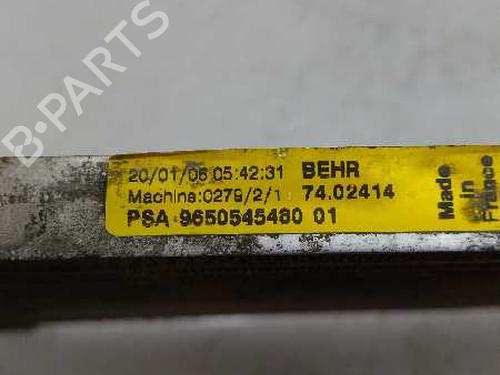 B-PARTS
20/01/06 05:42:31 BEHR
Machine:0279/2/1 74.02414
PSA 9650545480 01
Made
in
France